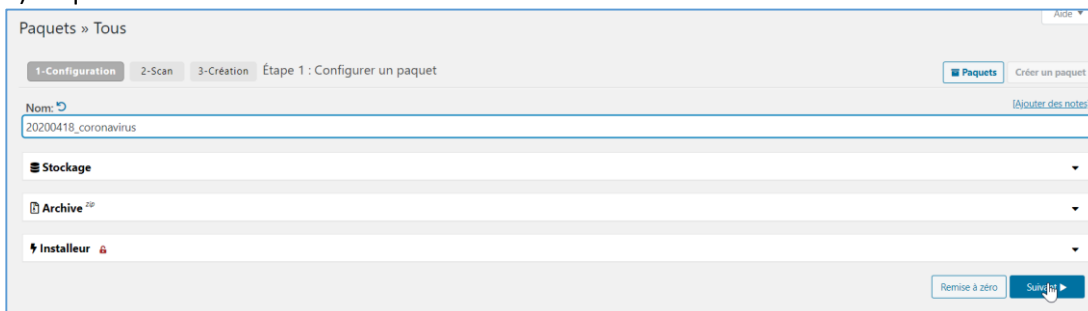 Aide
Paquets » Tous
1-Configuration 2-Scan 3-Création Étape 1 : Configurer un paquet Paquets Créer un paquet
Nom: [Ajouter des notes
20200418_coronavirus
Stockage
Archive zip
Installeur
Remise à zéro Suivant